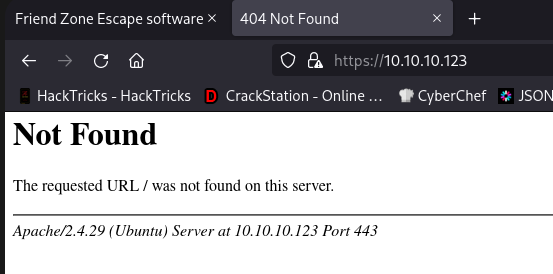 Friend Zone Escape software
404 Not Found
https://10.10.10.123
HackTricks - HackTricks
CrackStation - Online ...
CyberChef
JSON
Not Found
The requested URL / was not found on this server.
Apache/2.4.29 (Ubuntu) Server at 10.10.10.123 Port 443